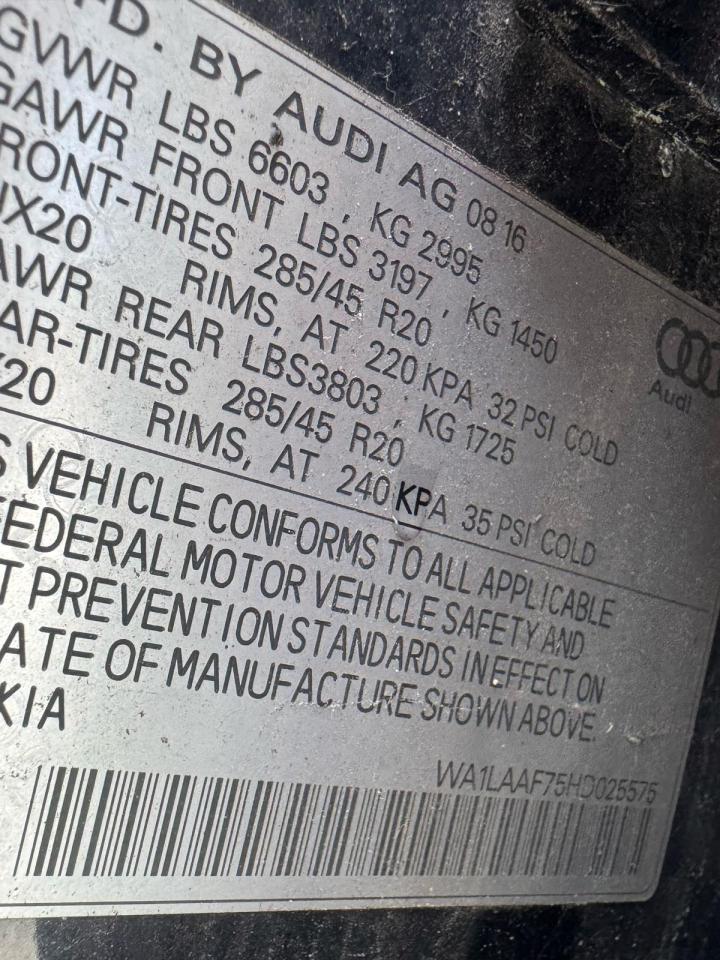 FD. BY AUDI AG 08 16
GVWR LBS 6603 , KG 2995
GAWR FRONT LBS 3197 , KG 1450
RONT-TIRES 285/45 R20
X20 RIMS, AT 220 KPA 32 PSI COLD
AWR REAR LBS3803 , KG 1725
AR-TIRES 285/45 R20
X20 RIMS, AT 240 KPA 35 PSI COLD
S VEHICLE CONFORMS TO ALL APPLICABLE
FEDERAL MOTOR VEHICLE SAFETY AND
T PREVENTION STANDARDS IN EFFECT ON
ATE OF MANUFACTURE SHOWN ABOVE.
KIA
WA1LAAF75HD025575
Audi